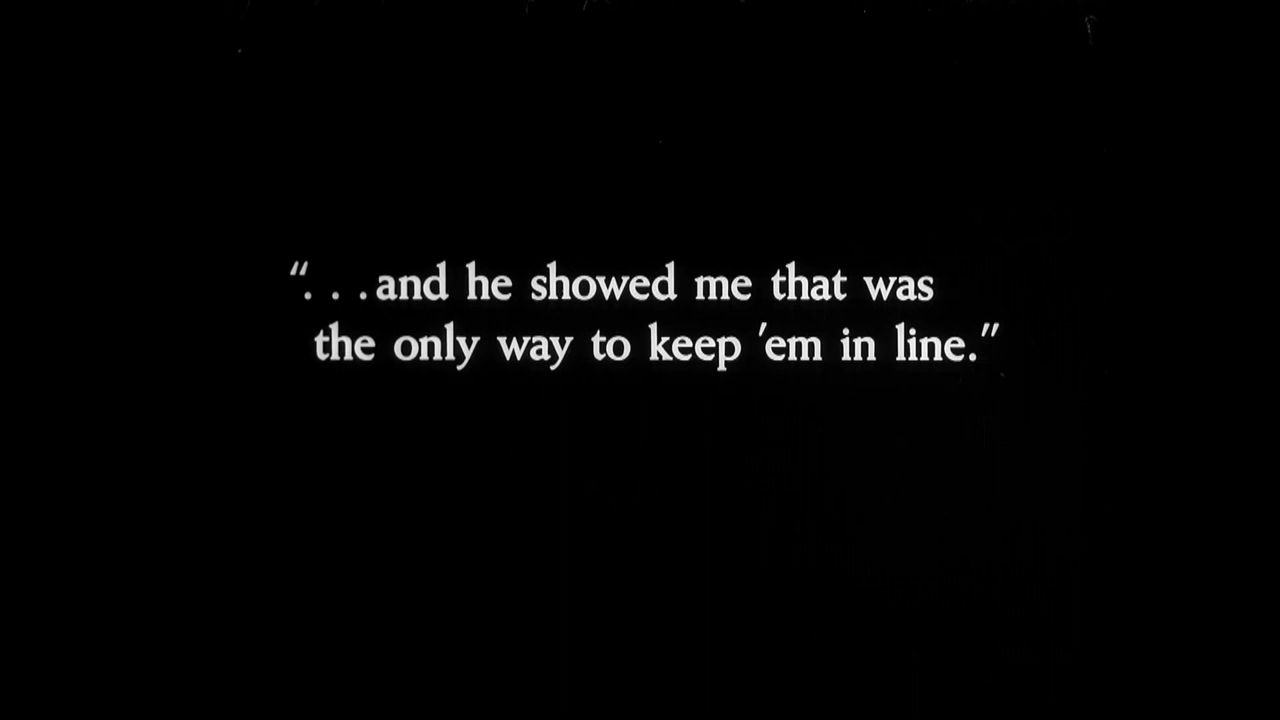 “. . . and he showed me that was
the only way to keep 'em in line.”